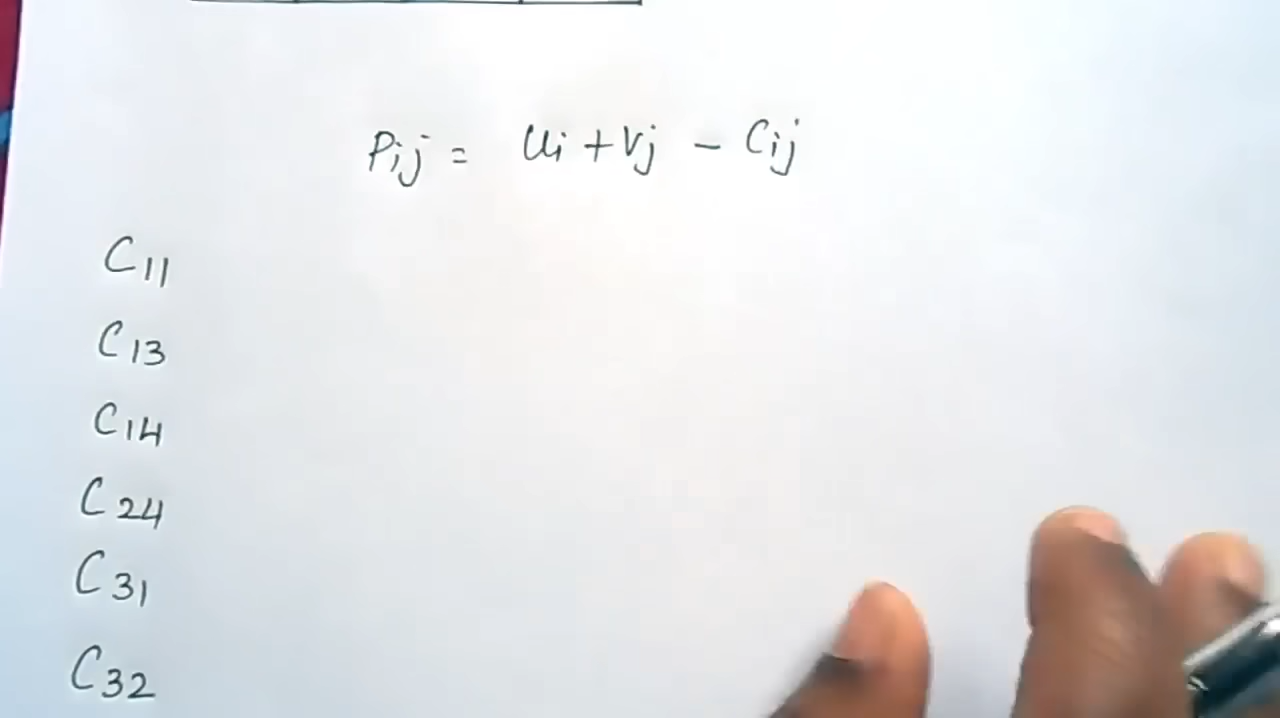 Pij = Ui + Vj - Cij
C11
C13
C14
C24
C31
C32